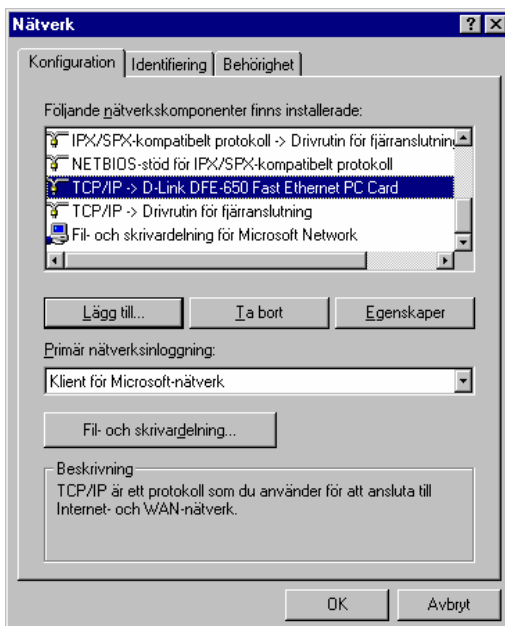 Nätverk
Konfiguration Identifiering Behörighet
Följande nätverkskomponenter finns installerade:
IPX/SPX-kompatibelt protokoll -> Drivrutin för fjärranslutning
NETBIOS-stöd för IPX/SPX-kompatibelt protokoll
TCP/IP -> D-Link DFE-650 Fast Ethernet PC Card
TCP/IP -> Drivrutin för fjärranslutning
Fil- och skrivardelning för Microsoft Network
Lägg till... Ta bort Egenskaper
Primär nätverksinloggning:
Klient för Microsoft-nätverk
Fil- och skrivardelning...
Beskrivning
TCP/IP är ett protokoll som du använder för att ansluta till
Internet- och WAN-nätverk.
OK Avbryt